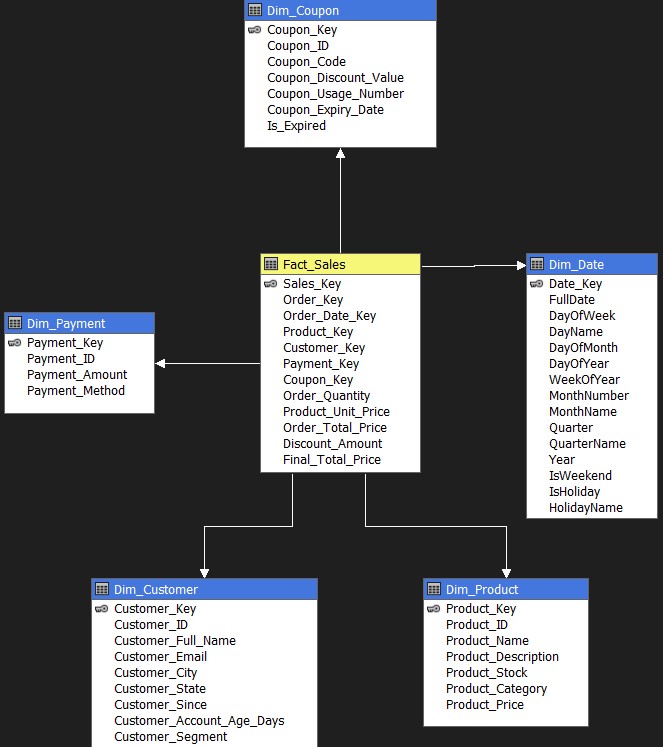 Dim_Coupon
Coupon_Key
Coupon_ID
Coupon_Code
Coupon_Discount_Value
Coupon_Usage_Number
Coupon_Expiry_Date
Is_Expired
Fact_Sales
Sales_Key
Order_Key
Order_Date_Key
Product_Key
Customer_Key
Payment_Key
Coupon_Key
Order_Quantity
Product_Unit_Price
Order_Total_Price
Discount_Amount
Final_Total_Price
Dim_Date
Date_Key
FullDate
DayOfWeek
DayName
DayOfMonth
DayOfYear
WeekOfYear
MonthNumber
MonthName
Quarter
QuarterName
Year
IsWeekend
IsHoliday
HolidayName
Dim_Payment
Payment_Key
Payment_ID
Payment_Amount
Payment_Method
Dim_Customer
Customer_Key
Customer_ID
Customer_Full_Name
Customer_Email
Customer_City
Customer_State
Customer_Since
Customer_Account_Age_Days
Customer_Segment
Dim_Product
Product_Key
Product_ID
Product_Name
Product_Description
Product_Stock
Product_Category
Product_Price